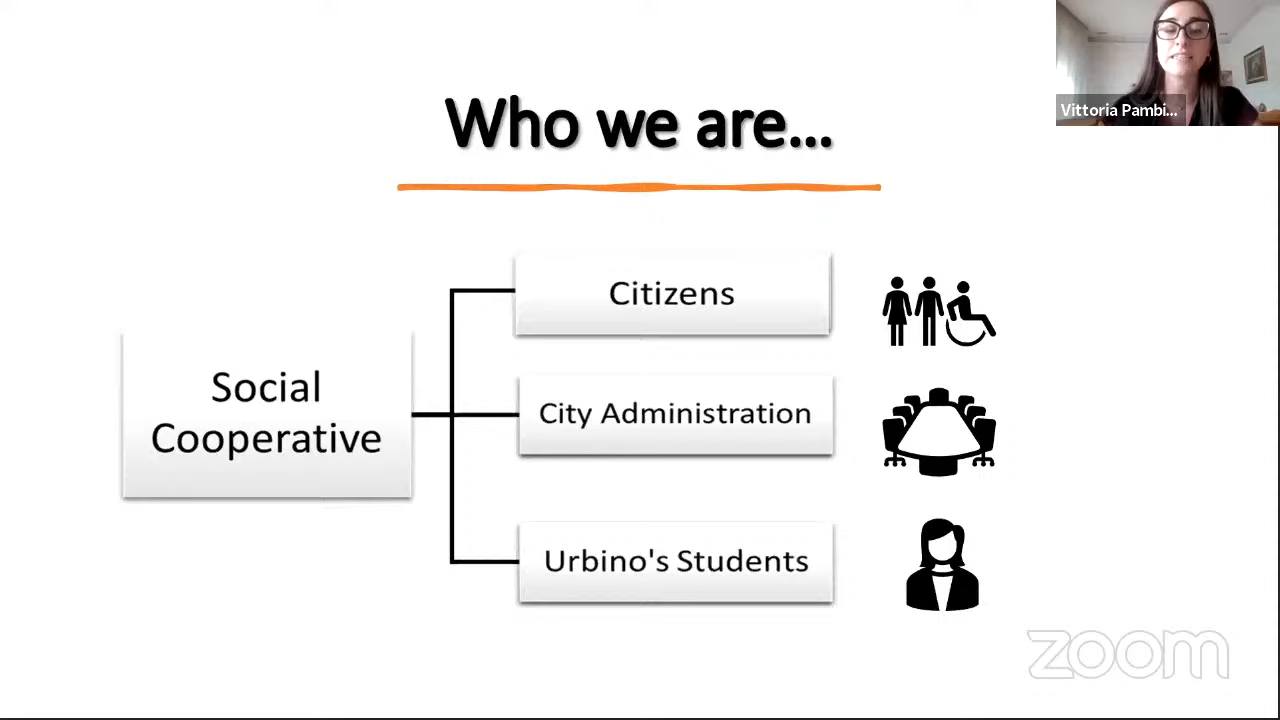 Who we are...
Vittoria Pambi...
Citizens
Social
Cooperative
City Administration
Urbino's Students
zoom